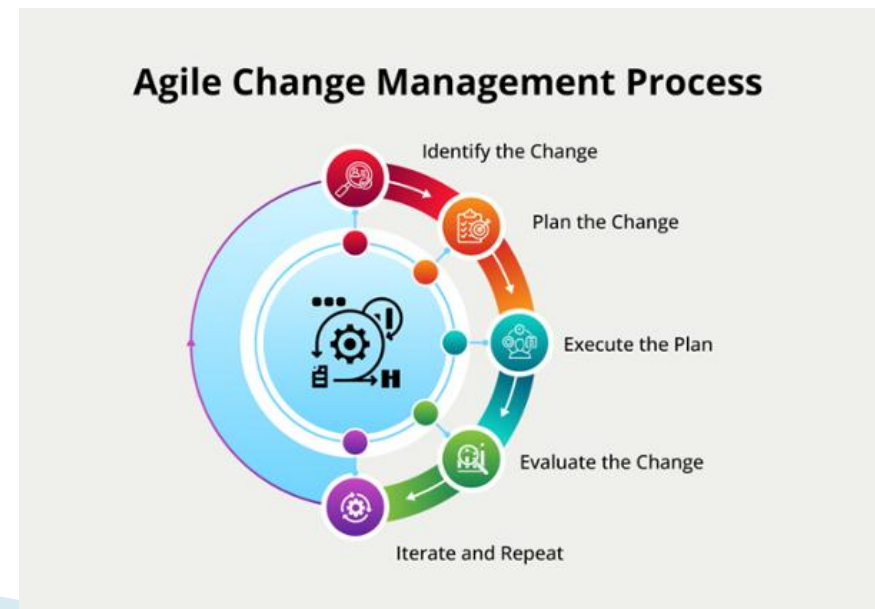 Agile Change Management Process
Identify the Change
Plan the Change
Execute the Plan
Evaluate the Change
Iterate and Repeat